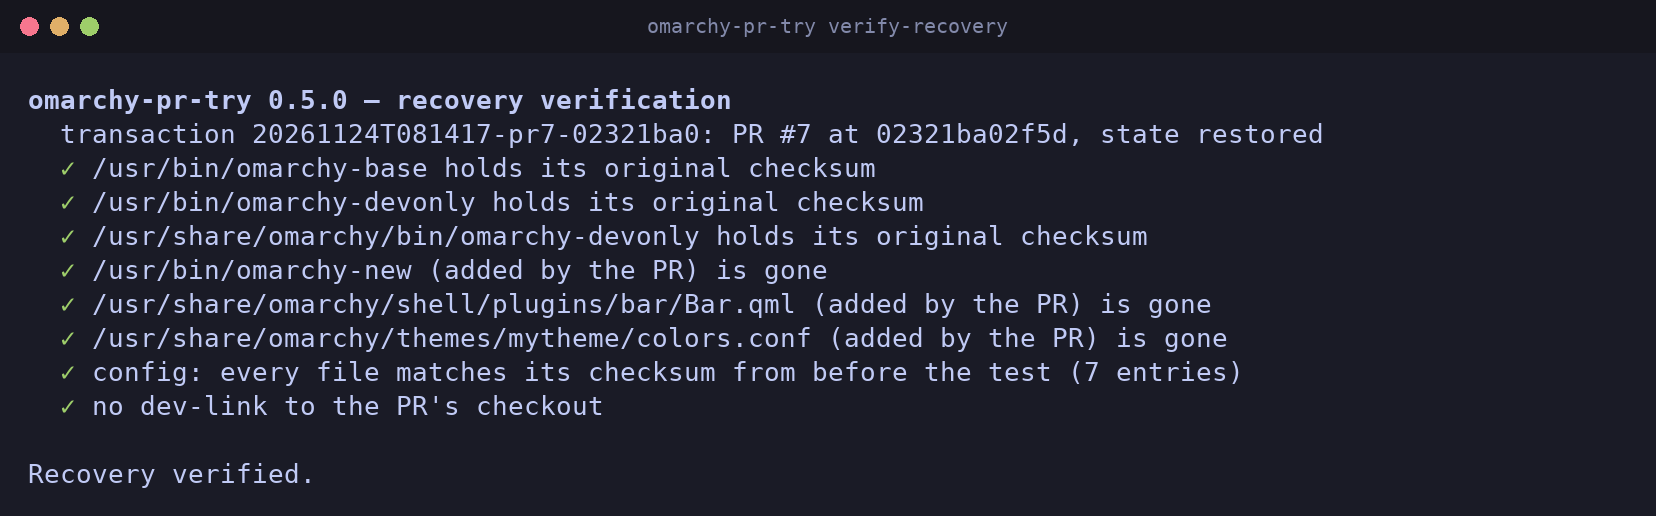 omarchy-pr-try verify-recovery
omarchy-pr-try 0.5.0 — recovery verification
transaction 20261124T081417-pr7-02321ba0: PR #7 at 02321ba02f5d, state restored
✓ /usr/bin/omarchy-base holds its original checksum
✓ /usr/bin/omarchy-devonly holds its original checksum
✓ /usr/share/omarchy/bin/omarchy-devonly holds its original checksum
✓ /usr/bin/omarchy-new (added by the PR) is gone
✓ /usr/share/omarchy/shell/plugins/bar/Bar.qml (added by the PR) is gone
✓ /usr/share/omarchy/themes/mytheme/colors.conf (added by the PR) is gone
✓ config: every file matches its checksum from before the test (7 entries)
✓ no dev-link to the PR's checkout
Recovery verified.